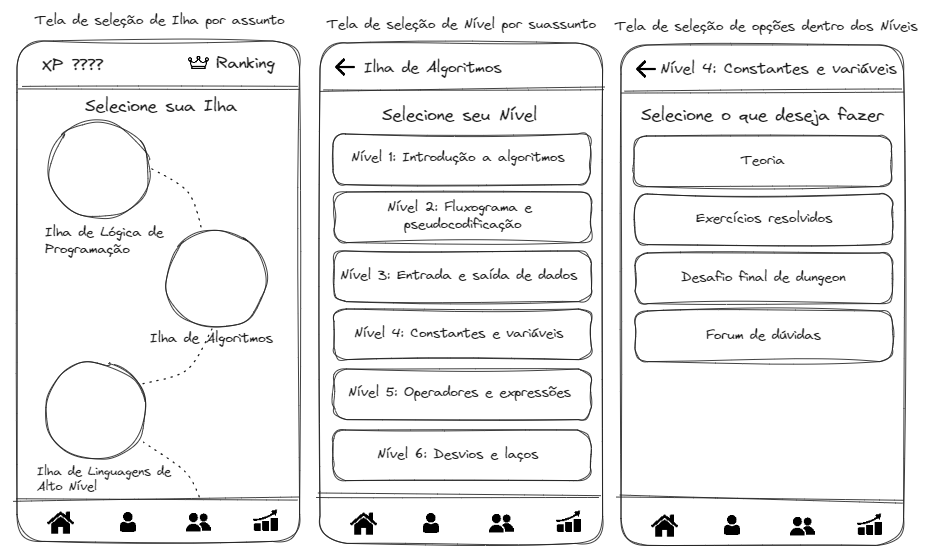 Tela de seleção de Ilha por assunto
XP ????
Ranking
Selecione sua Ilha
Ilha de Lógica de
Programação
Ilha de Algoritmos
Ilha de Linguagens de
Alto Nível
Tela de seleção de Nível por suassunto
Ilha de Algoritmos
Selecione seu Nível
Nível 1: Introdução a algoritmos
Nível 2: Fluxograma e
pseudocodificação
Nível 3: Entrada e saída de dados
Nível 4: Constantes e variáveis
Nível 5: Operadores e expressões
Nível 6: Desvios e laços
Tela de seleção de opções dentro dos Níveis
Nível 4: Constantes e variáveis
Selecione o que deseja fazer
Teoria
Exercícios resolvidos
Desafio final de dungeon
Forum de dúvidas